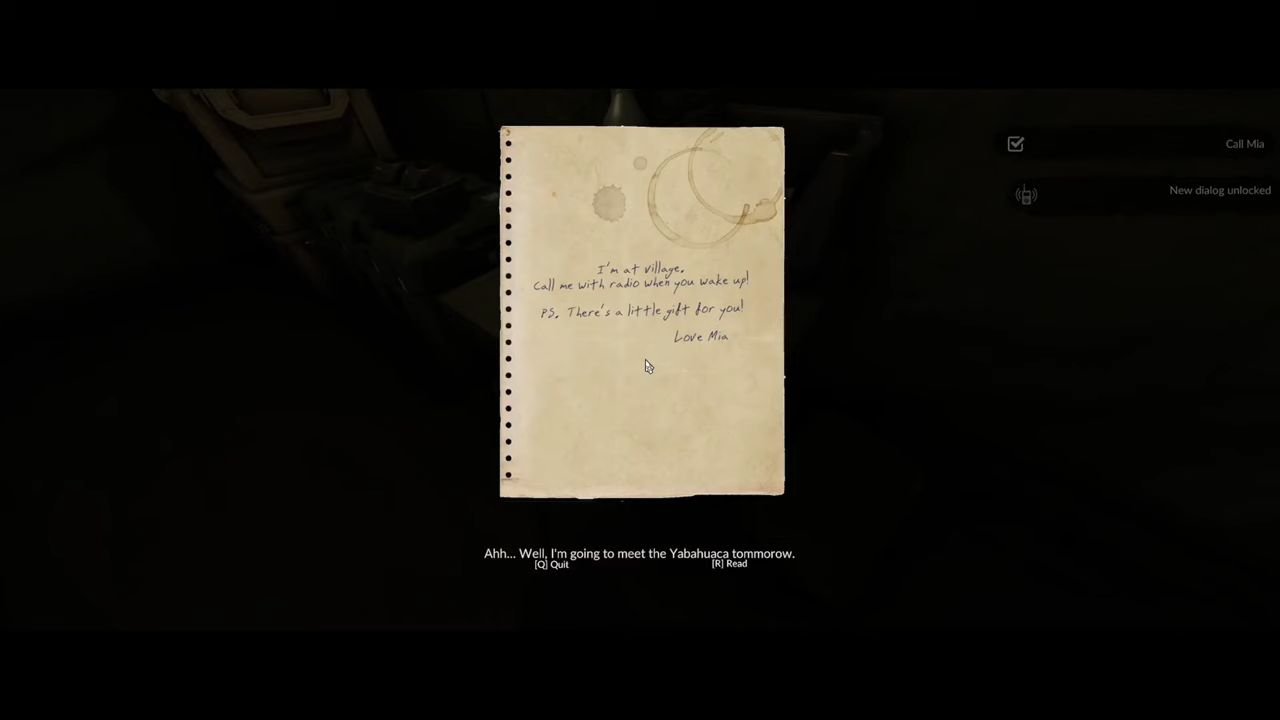 Call Mia
New dialog unlocked
I'm at village.
Call me with radio when you wake up!
PS. There's a little gift for you!
Love Mia
Ahh... Well, I'm going to meet the Yabahuaca tommorow.
[Q] Quit
[R] Read